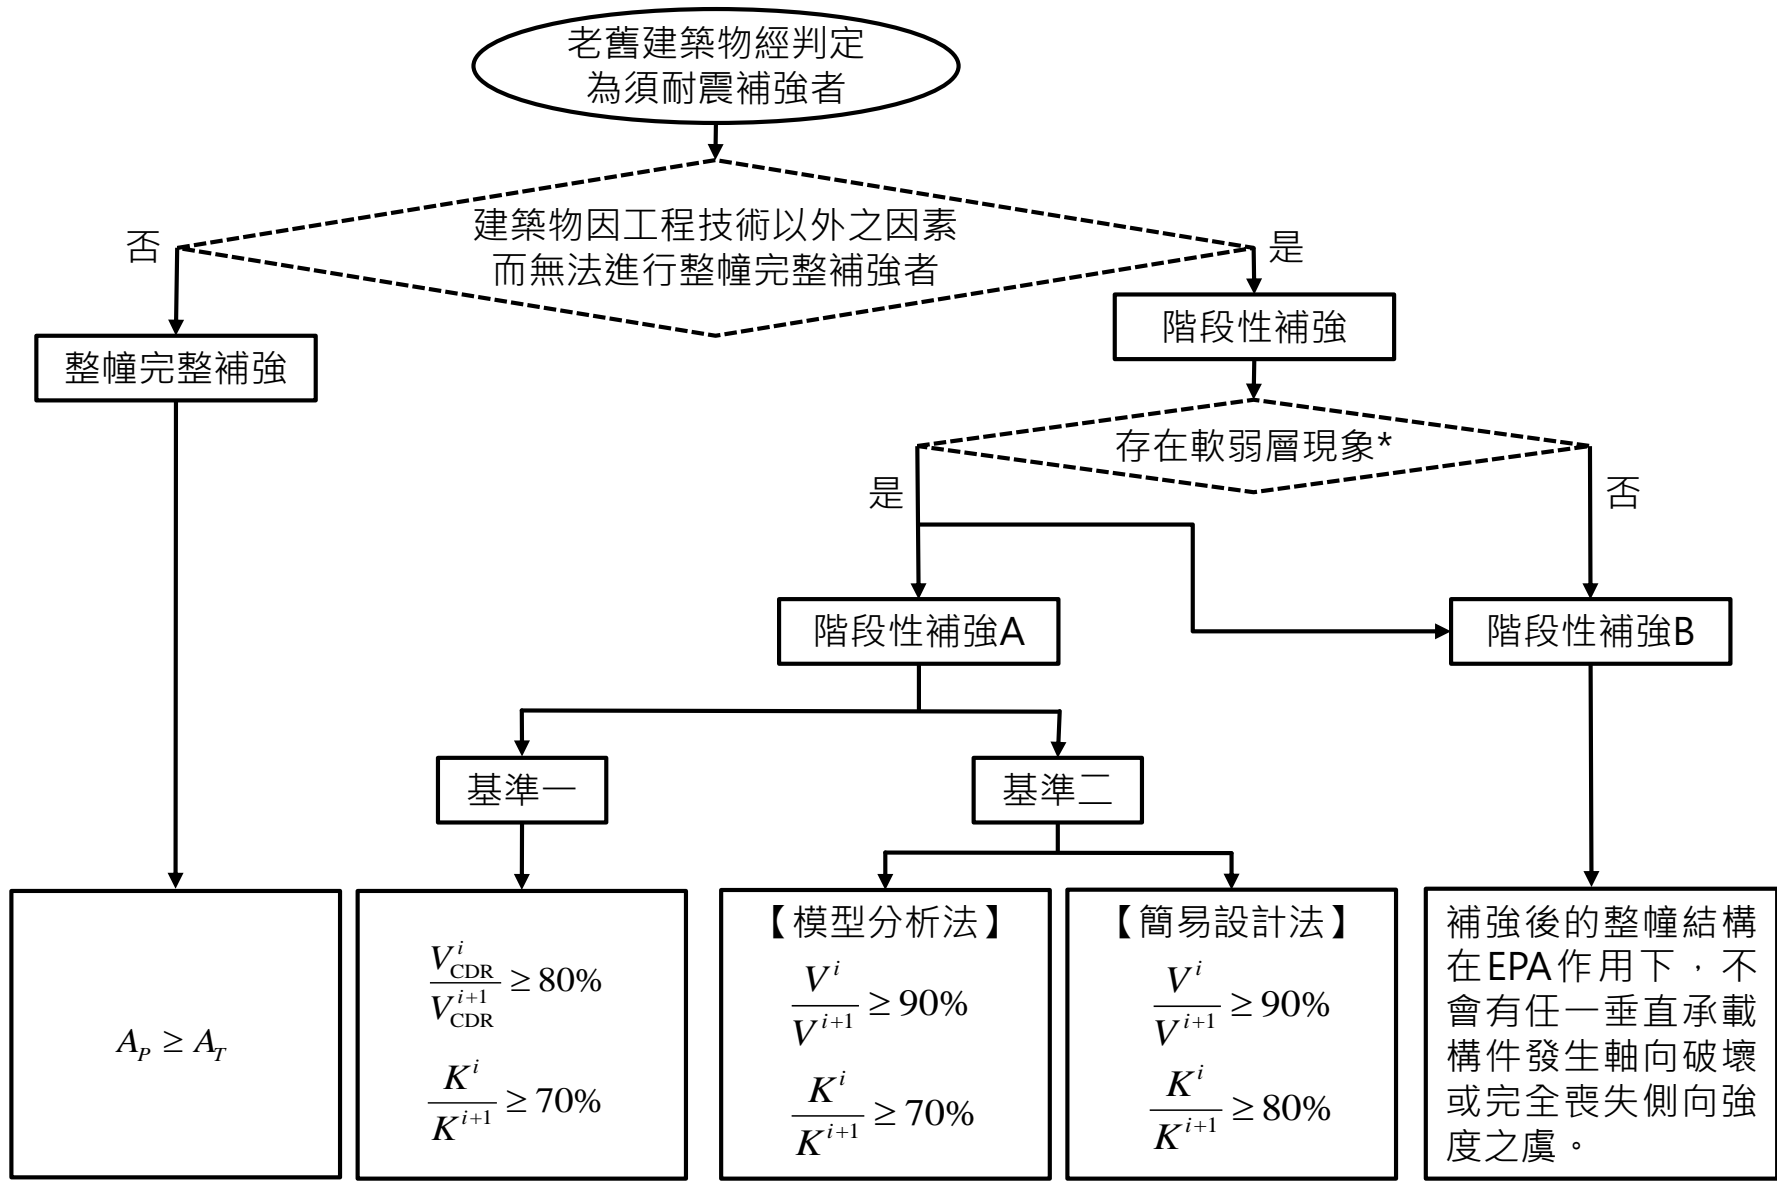 老舊建築物經判定
為須耐震補強者
建築物因工程技術以外之因素
而無法進行整幢完整補強者
否
是
整幢完整補強
階段性補強
存在軟弱層現象*
是
否
階段性補強A
階段性補強B
基準一
基準二
A_P ≥ A_T
V^i_CDR / V^{i+1}_CDR ≥ 80%
K^i / K^{i+1} ≥ 70%
【模型分析法】
V^i / V^{i+1} ≥ 90%
K^i / K^{i+1} ≥ 70%
【簡易設計法】
V^i / V^{i+1} ≥ 90%
K^i / K^{i+1} ≥ 80%
補強後的整幢結構
在EPA作用下，不
會有任一垂直承載
構件發生軸向破壞
或完全喪失側向強
度之虞。